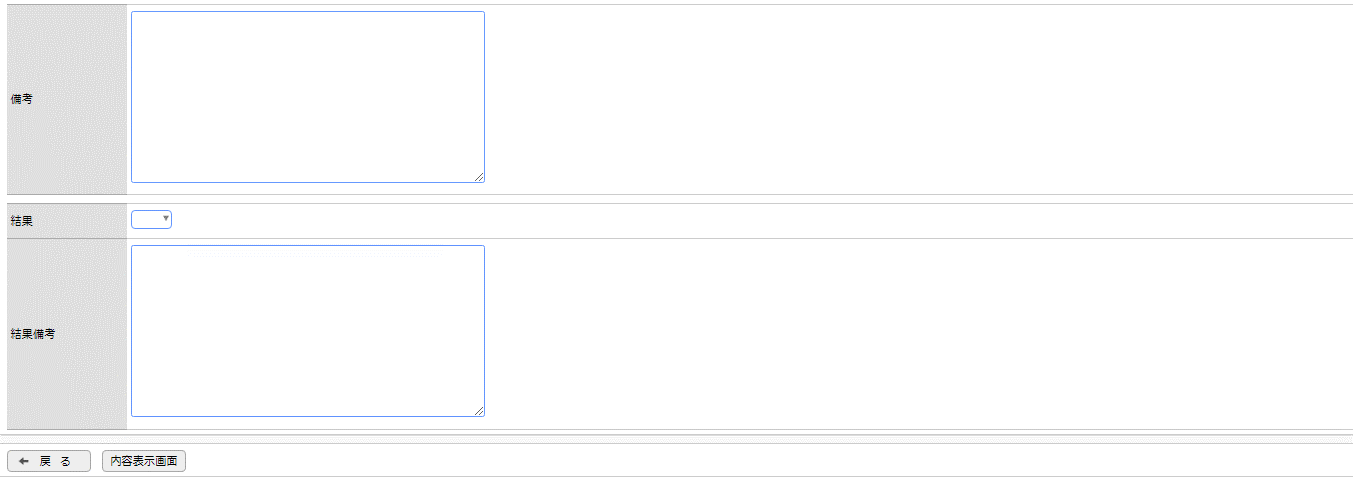 備考
結果
結果備考
戻 る
内容表示画面